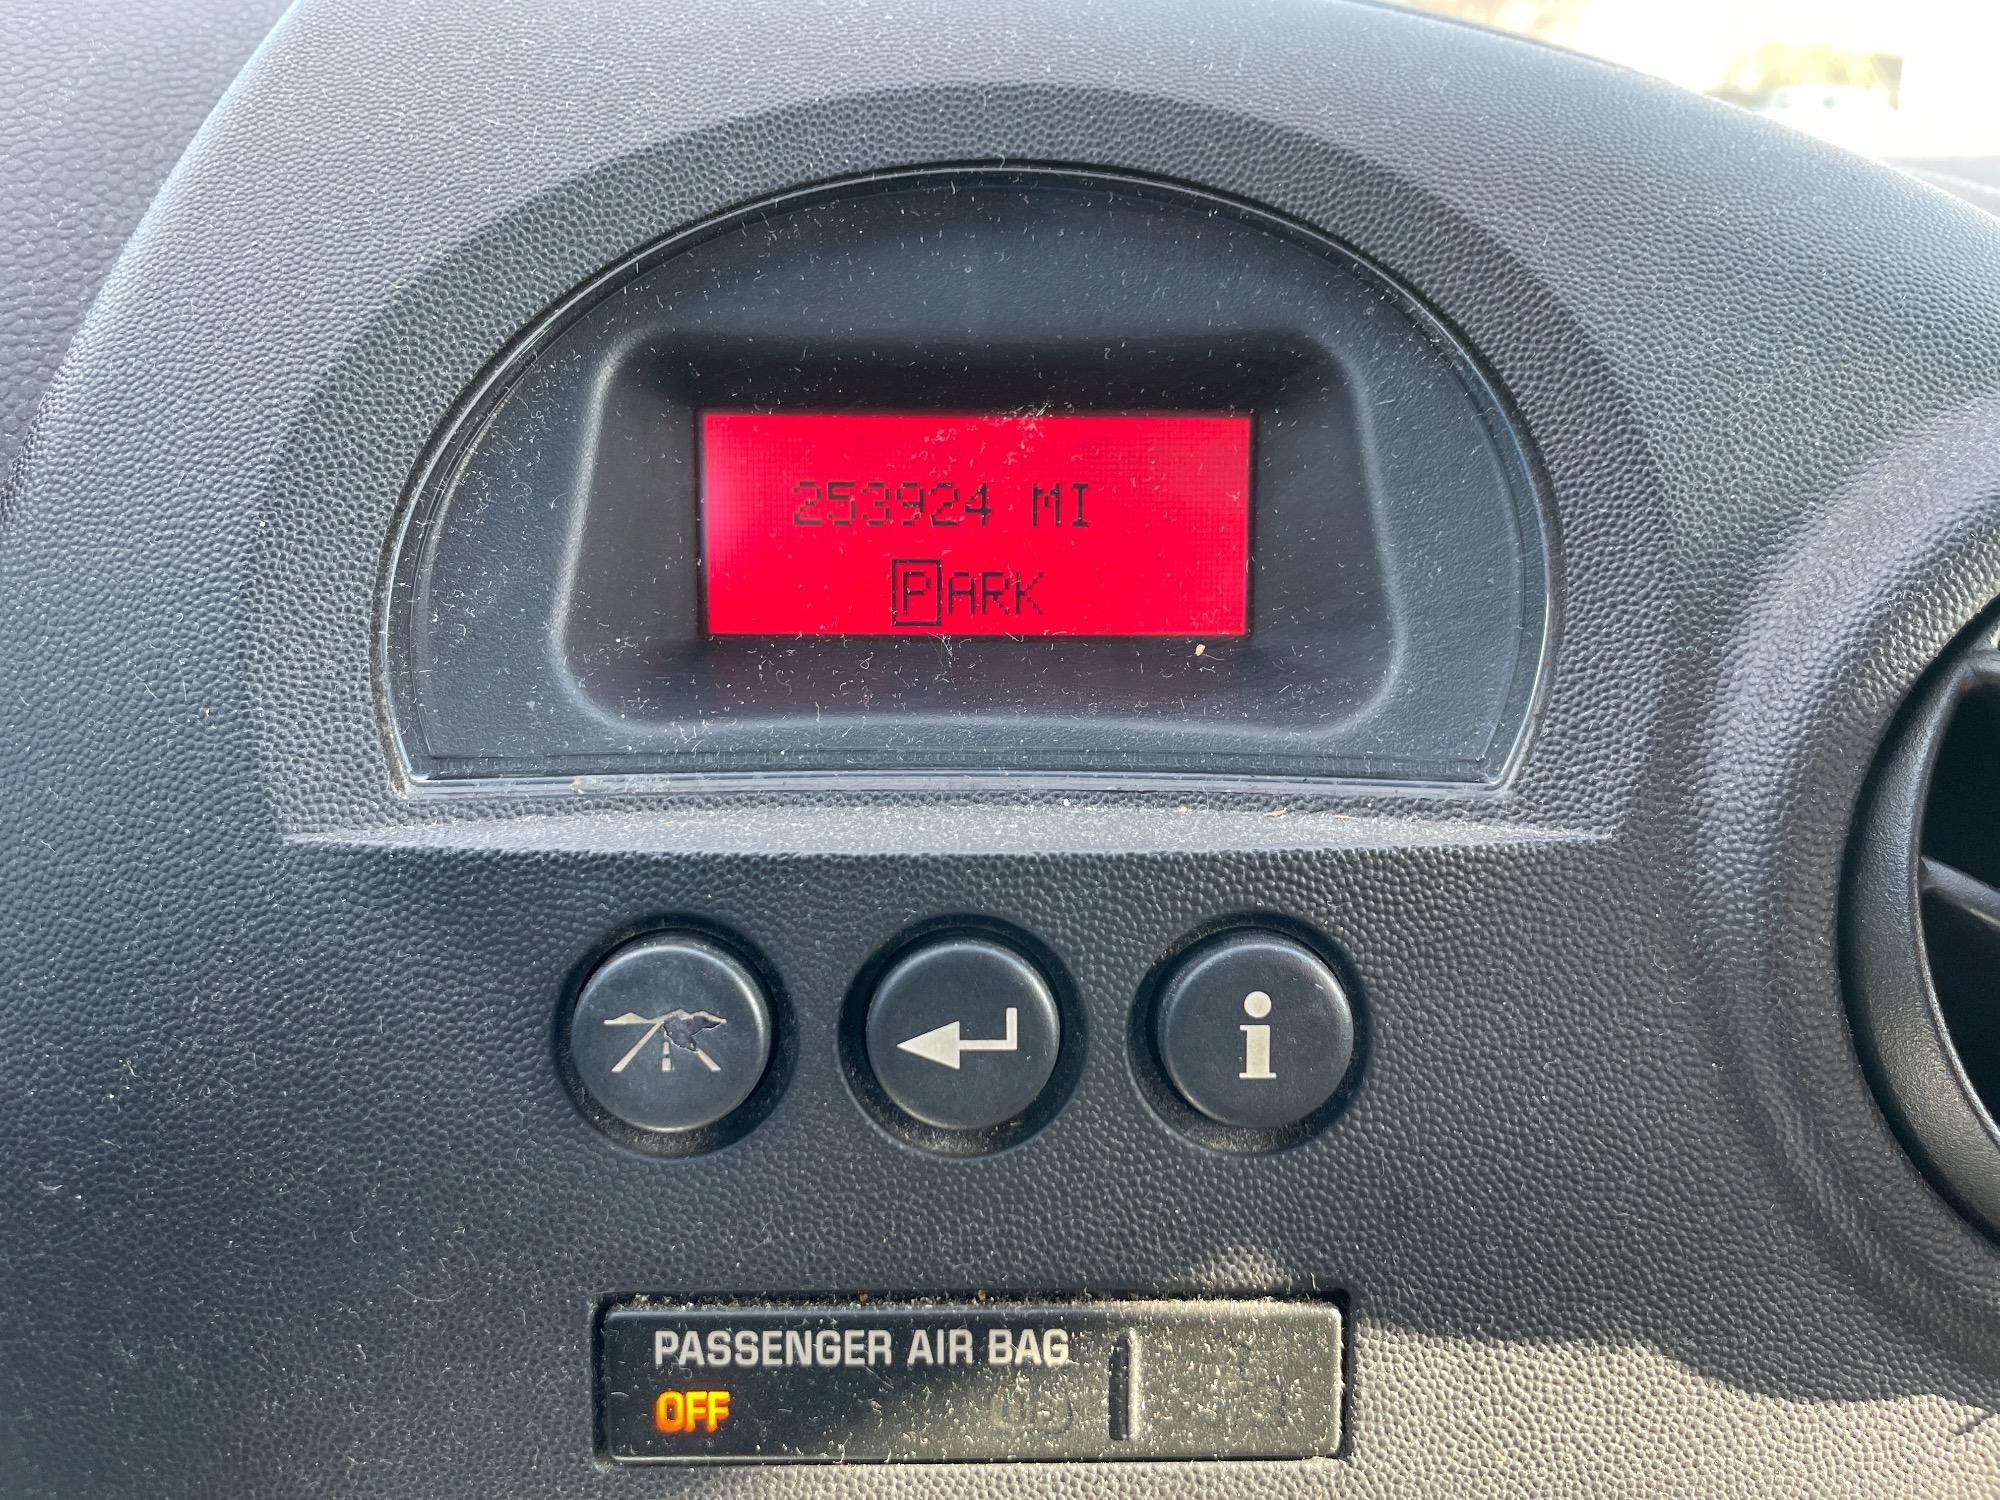 253924 MI
PARK
i
PASSENGER AIR BAG
OFF